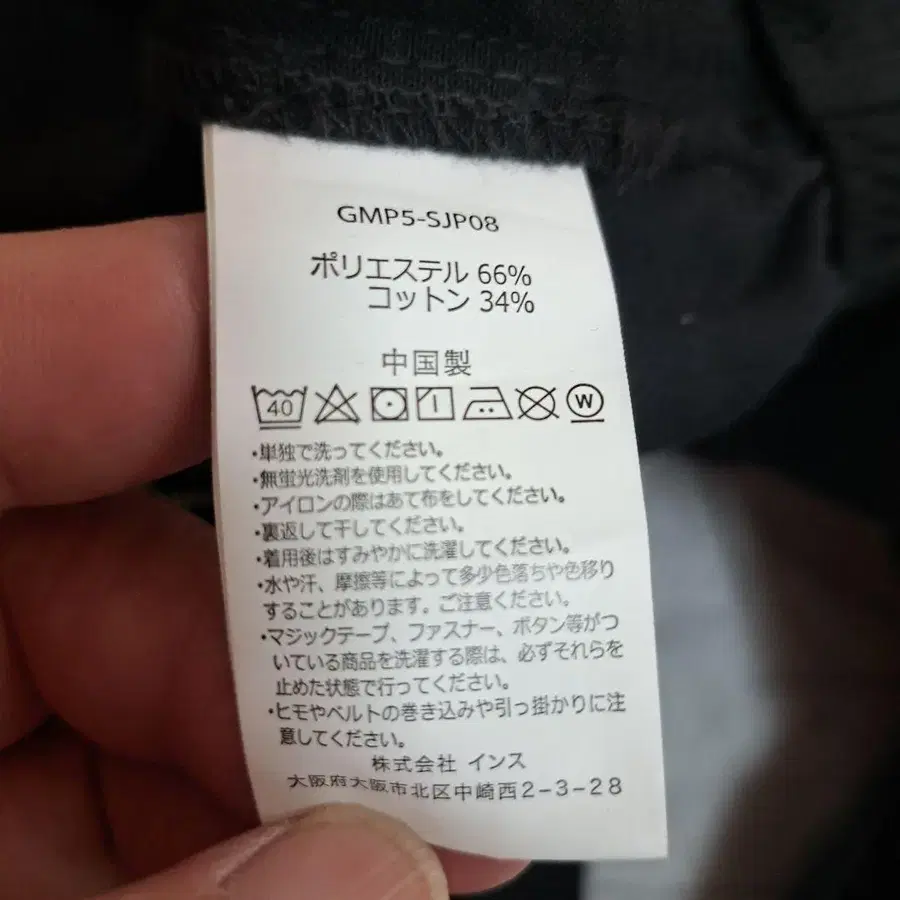 GMP5-SJP08
ポリエステル 66%
コットン 34%
中国製
40 W
・単独で洗ってください。
・無蛍光洗剤を使用してください。
・アイロンの際はあて布をしてください。
・裏返して干してください。
・着用後はすみやかに洗濯してください。
・水や汗、摩擦等によって多少色落ちや色移り
することがあります。ご注意ください。
・マジックテープ、ファスナー、ボタン等がつ
いている商品を洗濯する際は、必ずそれらを
止めた状態で行ってください。
・ヒモやベルトの巻き込みや引っ掛かりに注
意してください。
株式会社 インス
大阪府大阪市北区中崎西2-3-28